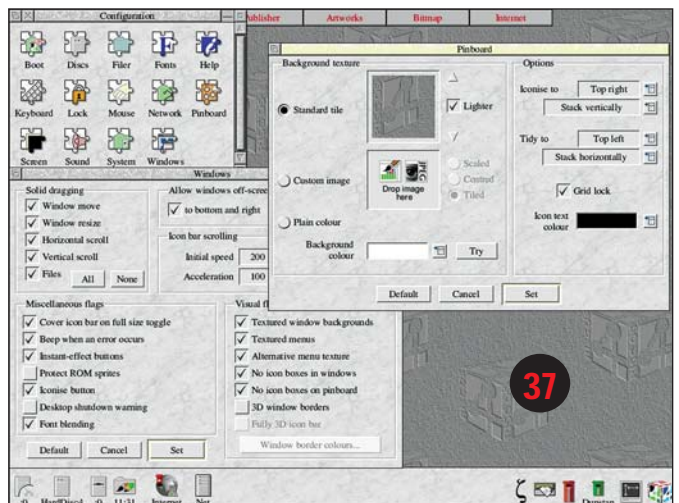 Configuration
Publisher
Artworks
Bitmap
Internet
Boot
Discs
Filer
Fonts
Help
Keyboard
Lock
Mouse
Network
Pinboard
Screen
Sound
System
Windows
Pinboard
Background texture
Standard tile
Lighter
Custom image
Drop image
here
JPEG
Scaled
Centred
Tiled
Plain colour
Background
colour
Try
Options
Iconise to
Top right
Stack vertically
Tidy to
Top left
Stack horizontally
Grid lock
Icon text
colour
Default
Cancel
Set
Windows
Solid dragging
Window move
Window resize
Horizontal scroll
Vertical scroll
Files
All
None
Allow windows off-screen
to bottom and right
Icon bar scrolling
Initial speed
200
Acceleration
100
Miscellaneous flags
Cover icon bar on full size toggle
Beep when an error occurs
Instant-effect buttons
Protect ROM sprites
Iconise button
Desktop shutdown warning
Font blending
Default
Cancel
Set
Visual fl
Textured window backgrounds
Textured menus
Alternative menu texture
No icon boxes in windows
No icon boxes on pinboard
3D window borders
Fully 3D icon bar
Window border colours...
37
:0
HardDisc4
:0
11:31
Internet
Net